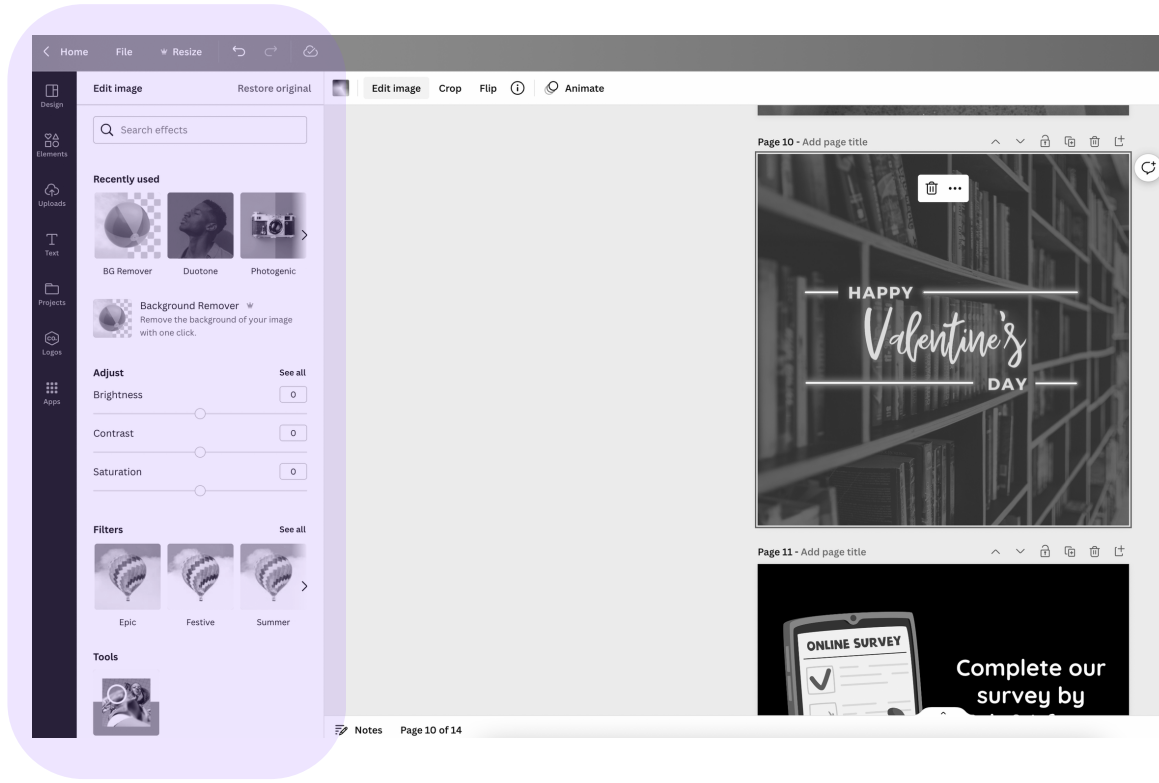 Home File Resize
Design
Elements
Uploads
Text
Projects
CO.
Logos
Apps
Edit image Restore original
Search effects
Recently used
BG Remover Duotone Photogenic
Background Remover
Remove the background of your image
with one click.
Adjust See all
Brightness 0
Contrast 0
Saturation 0
Filters See all
Epic Festive Summer
Tools
Edit image Crop Flip Animate
Page 10 - Add page title
HAPPY
Valentine's
DAY
Page 11 - Add page title
ONLINE SURVEY
Complete our
survey by
Notes Page 10 of 14